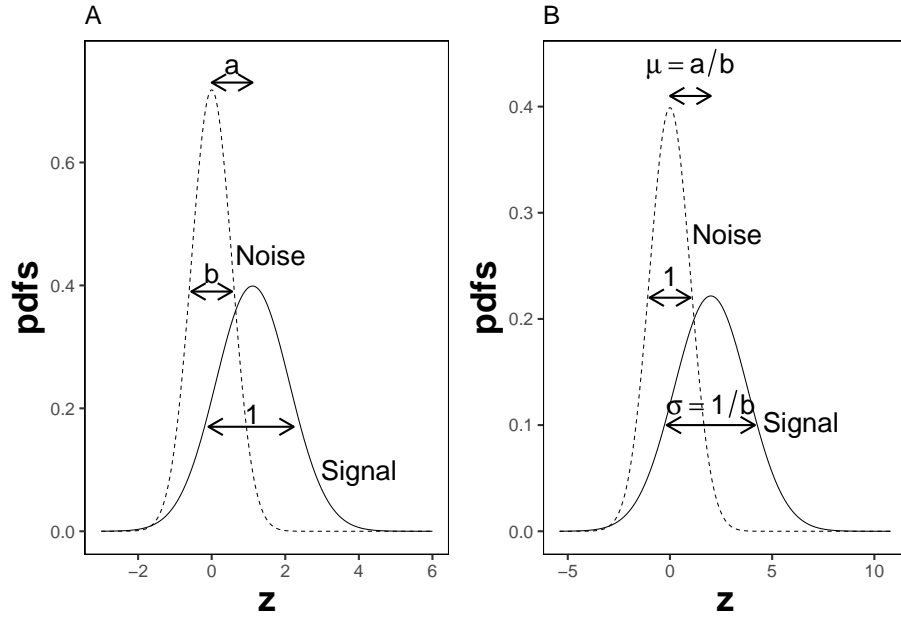 A
a
0.6
Noise
0.4
b
pdfs
0.2
1
Signal
0.0
−2
0
2
4
6
z
B
μ = a/b
0.4
0.3
Noise
1
pdfs
0.2
σ = 1/b
Signal
0.1
0.0
−5
0
5
10
z